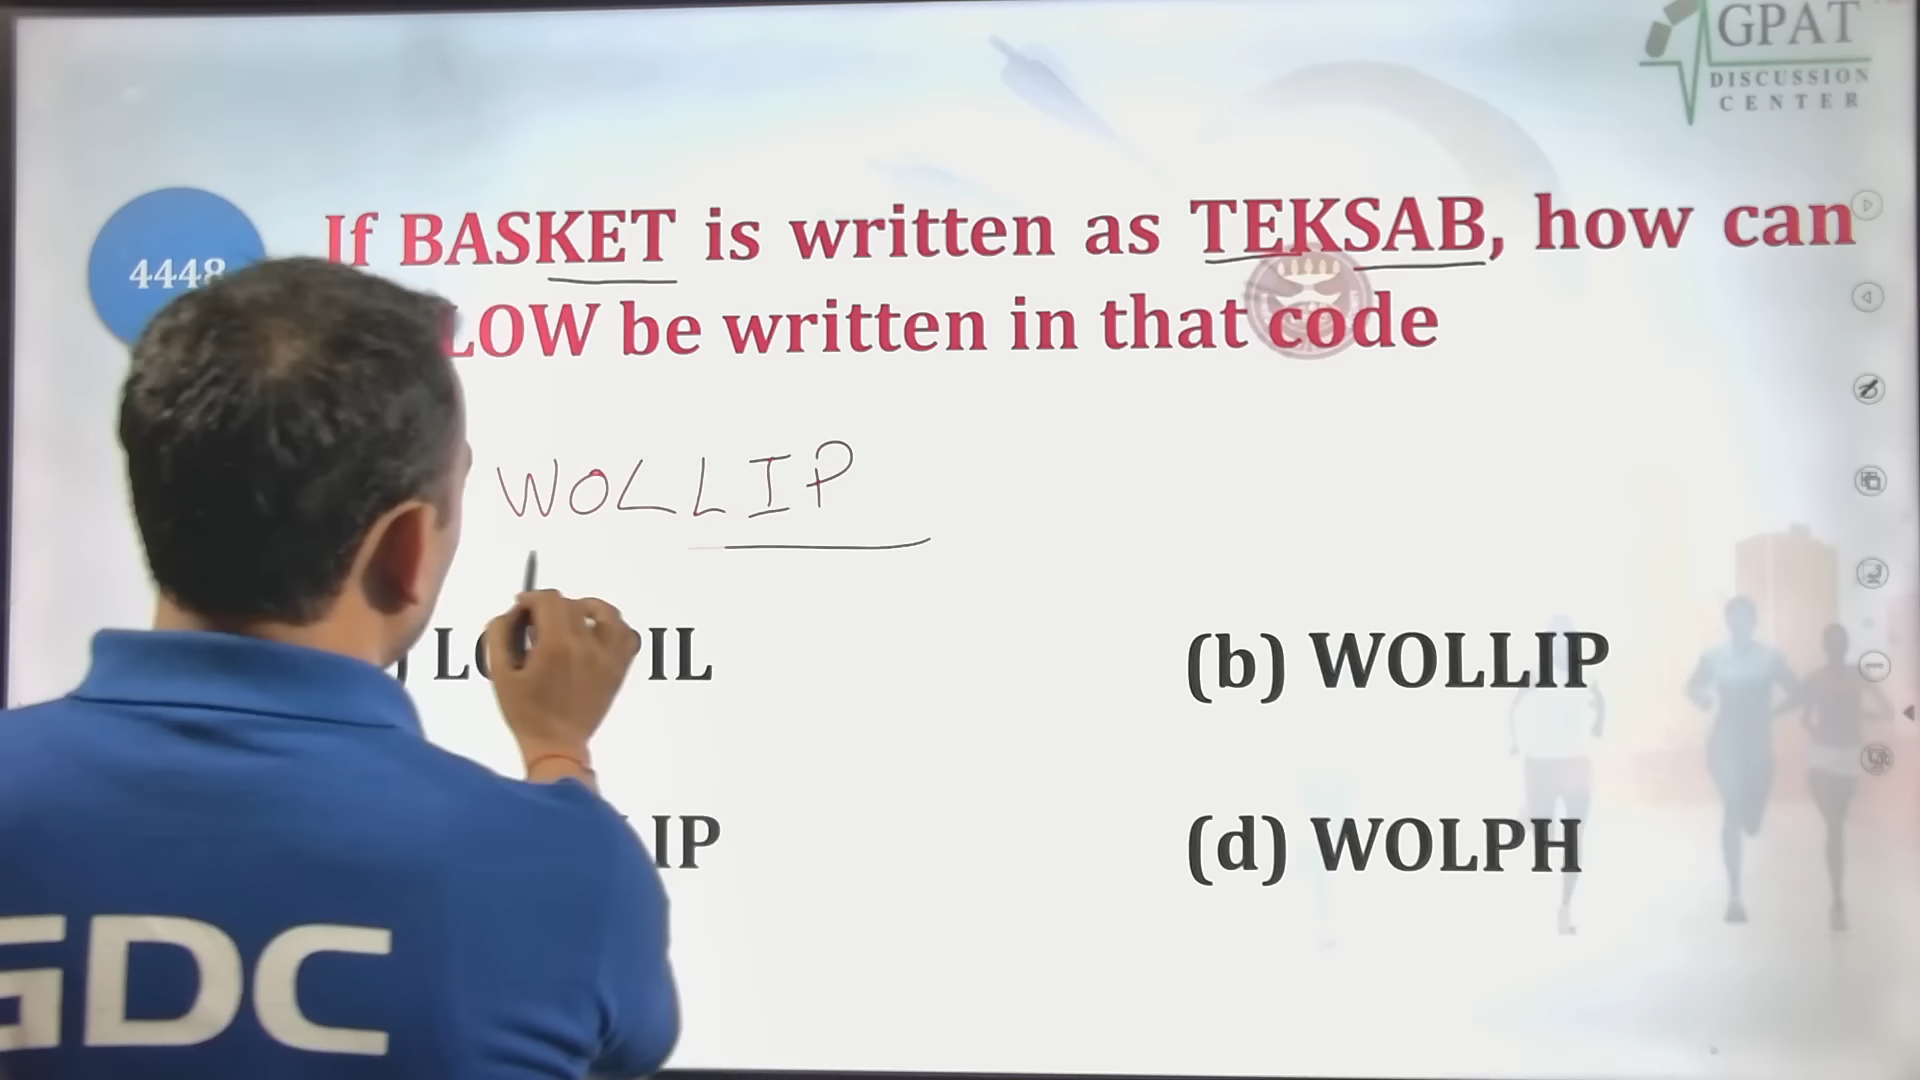 GPAT
DISCUSSION
CENTER
4448
If BASKET is written as TEKSAB, how can
LOW be written in that code
WOLLIP
IL
(b) WOLLIP
IP
(d) WOLPH
GDC